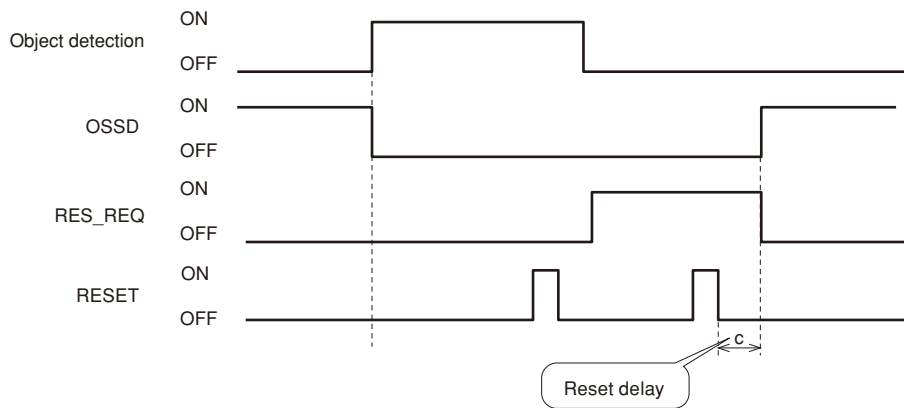 Object detection
ON
OFF
OSSD
ON
OFF
RES_REQ
ON
OFF
RESET
ON
OFF
c
Reset delay